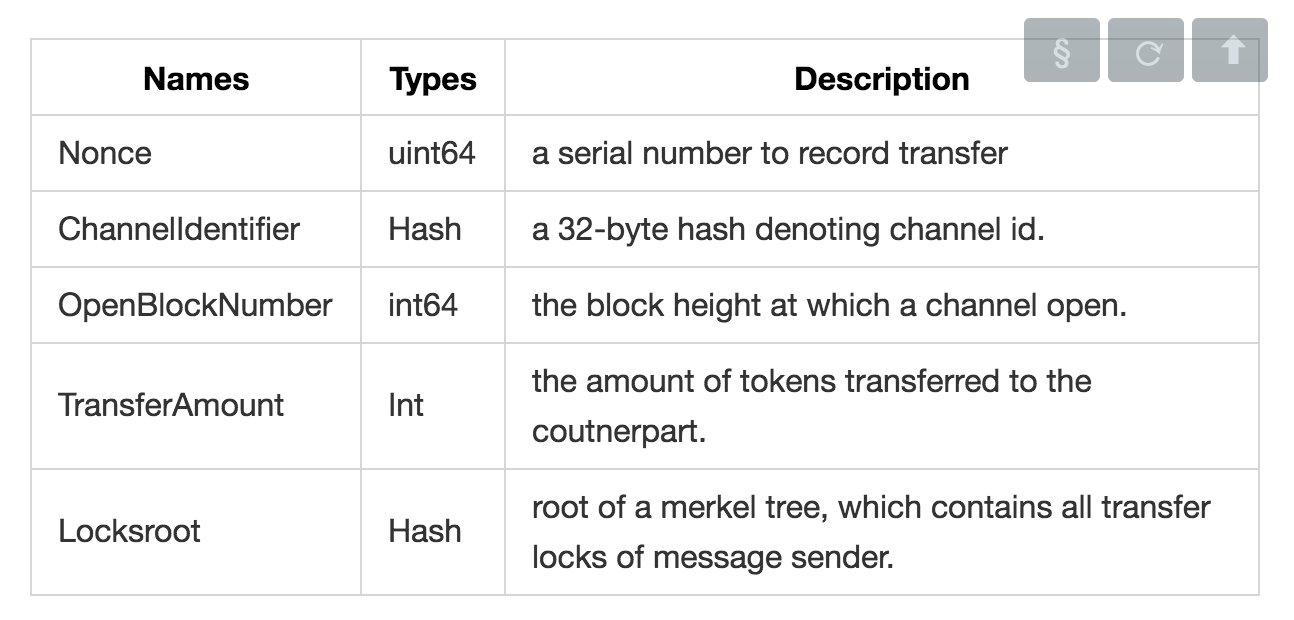 Names Types Description
§
Nonce uint64 a serial number to record transfer
ChannelIdentifier Hash a 32-byte hash denoting channel id.
OpenBlockNumber int64 the block height at which a channel open.
TransferAmount Int the amount of tokens transferred to the
coutnerpart.
Locksroot Hash root of a merkel tree, which contains all transfer
locks of message sender.